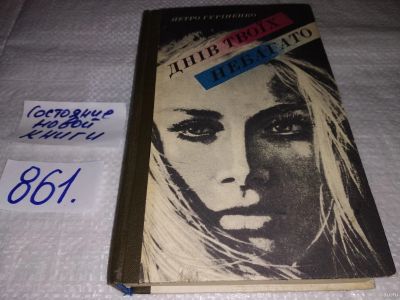 ПЕТРО ГУРІНЕНКО
ДНІВ ТВОЇХ
НЕБАГАТО
Состояние
новой
книги
861.